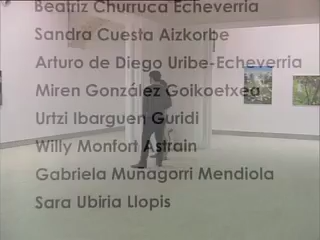 Beatriz Churruca Echeverria
Sandra Cuesta Aizkorbe
Arturo de Diego Uribe-Echeverria
Miren González Goikoetxea
Urtzi Ibarguen Guridi
Willy Monfort Astrain
Gabriela Munagorri Mendiola
Sara Ubiria Llopis